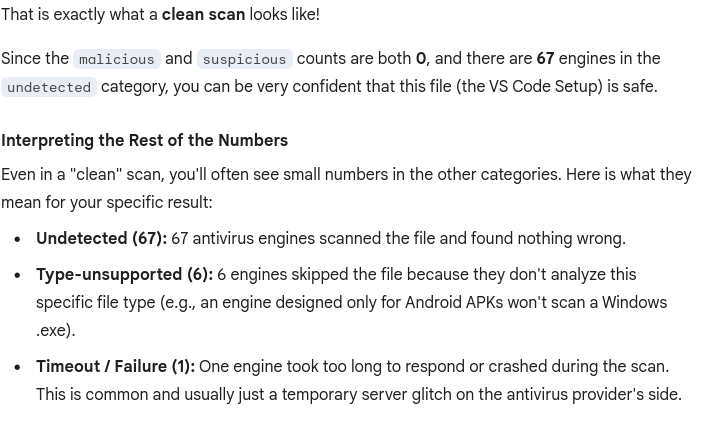 That is exactly what a clean scan looks like!
Since the malicious and suspicious counts are both 0, and there are 67 engines in the
undetected category, you can be very confident that this file (the VS Code Setup) is safe.
Interpreting the Rest of the Numbers
Even in a "clean" scan, you'll often see small numbers in the other categories. Here is what they
mean for your specific result:
• Undetected (67): 67 antivirus engines scanned the file and found nothing wrong.
• Type-unsupported (6): 6 engines skipped the file because they don't analyze this
specific file type (e.g., an engine designed only for Android APKs won't scan a Windows
.exe).
• Timeout / Failure (1): One engine took too long to respond or crashed during the scan.
This is common and usually just a temporary server glitch on the antivirus provider's side.